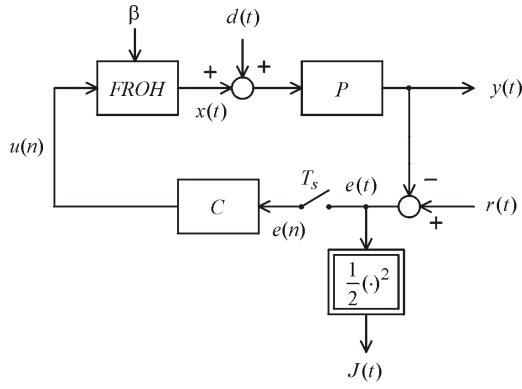 β
d(t)
FROH
+
+
P
y(t)
x(t)
u(n)
T_s
e(t)
−
C
r(t)
+
e(n)
1/2 (·)²
J(t)